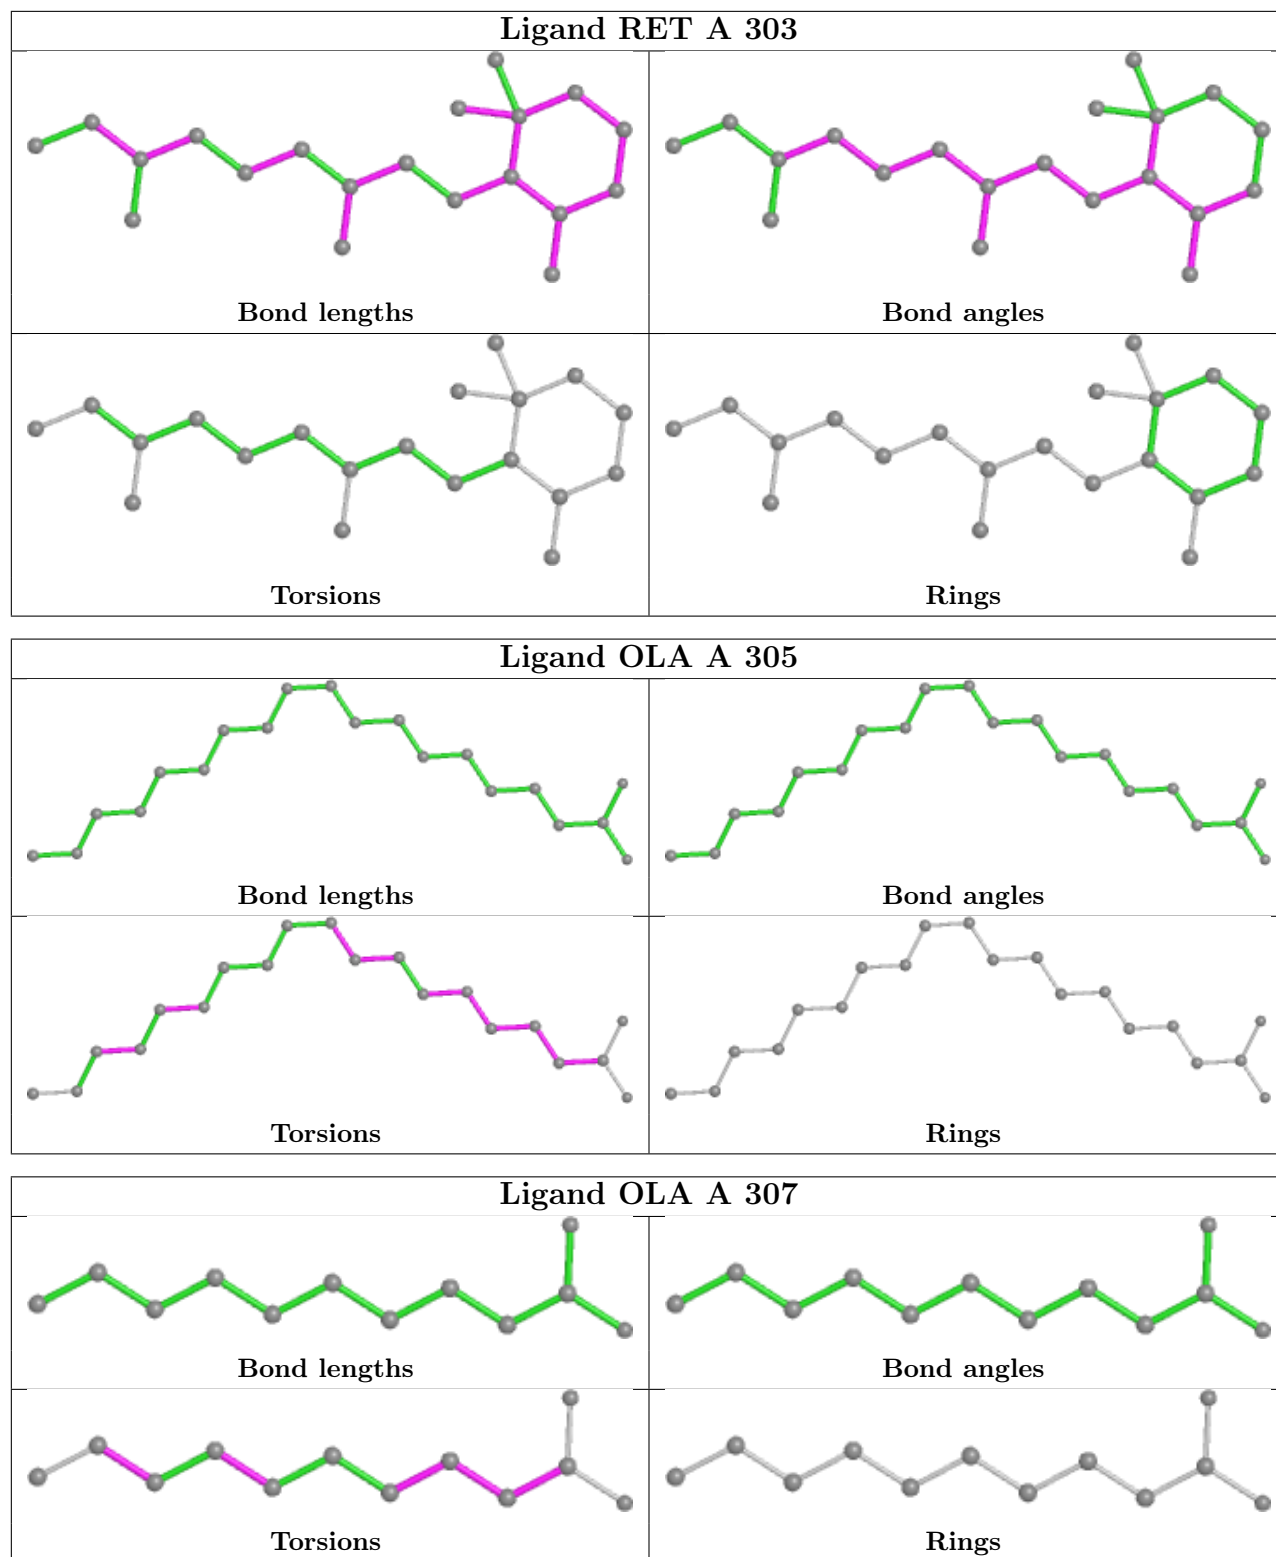 Ligand RET A 303
Bond lengths
Bond angles
Torsions
Rings
Ligand OLA A 305
Bond lengths
Bond angles
Torsions
Rings
Ligand OLA A 307
Bond lengths
Bond angles
Torsions
Rings